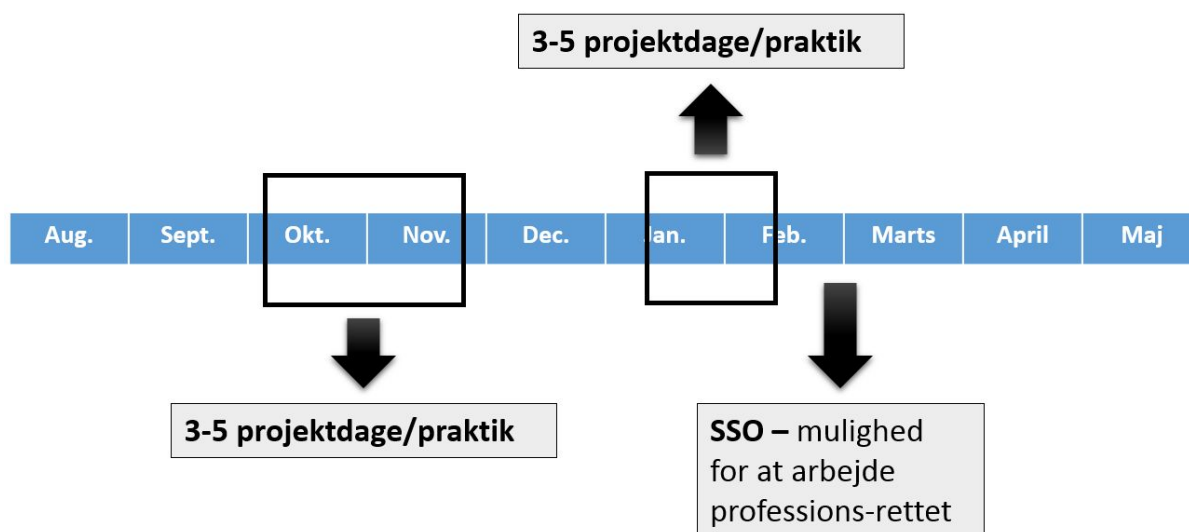 3-5 projektdage/praktik
Aug. Sept. Okt. Nov. Dec. Jan. Feb. Marts April Maj
3-5 projektdage/praktik
SSO – mulighed
for at arbejde
professions-rettet